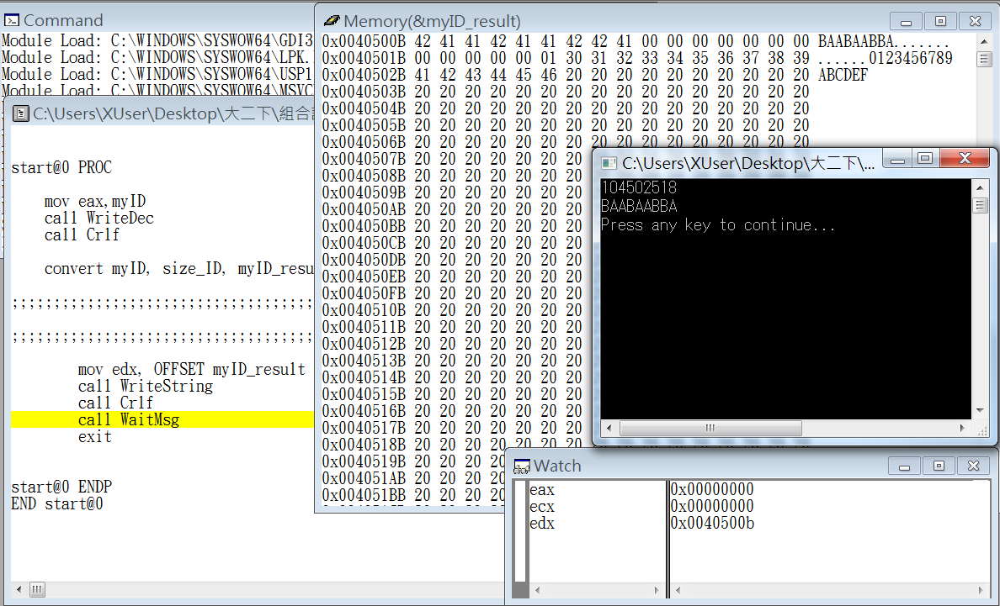 Command
Module Load: C:\WINDOWS\SYSWOW64\GDI3
Module Load: C:\WINDOWS\SYSWOW64\LPK.
Module Load: C:\WINDOWS\SYSWOW64\USP1
Module Load: C:\WINDOWS\SYSWOW64\MSVC
C:\Users\XUser\Desktop\大二下\組合
start@0 PROC
mov eax,myID
call WriteDec
call Crlf
convert myID, size_ID, myID_resu
;;;;;;;;;;;;;;;;;;;;;;;;;;;;;;;;;;;;
;;;;;;;;;;;;;;;;;;;;;;;;;;;;;;;;;;;;
mov edx, OFFSET myID_result
call WriteString
call Crlf
call WaitMsg
exit
start@0 ENDP
END start@0
Memory(&myID_result)
0x0040500B 42 41 41 42 41 41 42 42 41 00 00 00 00 00 00 00 BAABAABBA.......
0x0040501B 00 00 00 00 00 01 30 31 32 33 34 35 36 37 38 39 ......0123456789
0x0040502B 41 42 43 44 45 46 20 20 20 20 20 20 20 20 20 20 ABCDEF
0x0040503B 20 20 20 20 20 20 20 20 20 20 20 20 20 20 20 20
0x0040504B 20 20 20 20 20 20 20 20 20 20 20 20 20 20 20 20
0x0040505B 20 20 20 20 20 20 20 20 20 20 20 20 20 20 20 20
0x0040506B 20 20 20 20 20 20 20 20 20 20 20 20 20 20 20 20
0x0040507B 20 20 20 20 20 20 20
0x0040508B 20 20 20 20 20 20 20
0x0040509B 20 20 20 20 20 20 20
0x004050AB 20 20 20 20 20 20 20
0x004050BB 20 20 20 20 20 20 20
0x004050CB 20 20 20 20 20 20 20
0x004050DB 20 20 20 20 20 20 20
0x004050EB 20 20 20 20 20 20 20
0x004050FB 20 20 20 20 20 20 20
0x0040510B 20 20 20 20 20 20 20
0x0040511B 20 20 20 20 20 20 20
0x0040512B 20 20 20 20 20 20 20
0x0040513B 20 20 20 20 20 20 20
0x0040514B 20 20 20 20 20 20 20
0x0040515B 20 20 20 20 20 20 20
0x0040516B 20 20 20 20 20 20 20
0x0040517B 20 20 20 20 20 20 20
0x0040518B 20 20 20 20 20 20 20
0x0040519B 20 20 20 20
0x004051AB 20 20 20 20
0x004051BB 20 20 20 20
C:\Users\XUser\Desktop\大二下\...
104502518
BAABAABBA
Press any key to continue...
Watch
eax 0x00000000
ecx 0x00000000
edx 0x0040500b